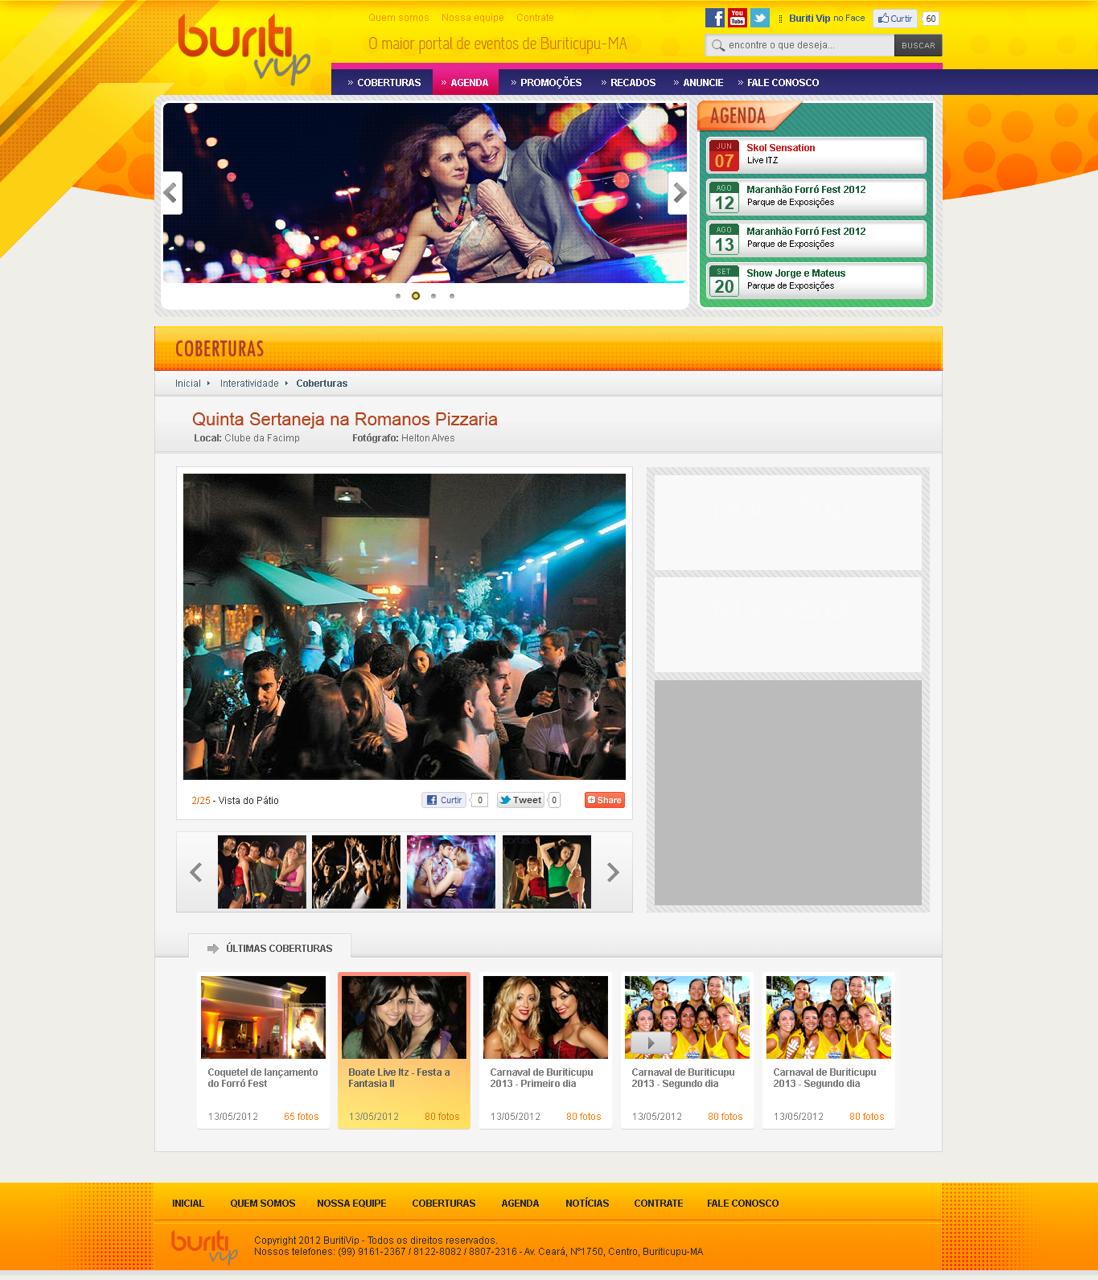 buriti vip
Quem somos Nossa equipe Contrate
You Tube
Buriti Vip no Face
Curtir 60
O maior portal de eventos de Buriticupu-MA
encontre o que deseja... BUSCAR
» COBERTURAS » AGENDA » PROMOÇÕES » RECADOS » ANUNCIE » FALE CONOSCO
AGENDA
JUN 07 Skol Sensation
Live ITZ
AGO 12 Maranhão Forró Fest 2012
Parque de Exposições
AGO 13 Maranhão Forró Fest 2012
Parque de Exposições
SET 20 Show Jorge e Mateus
Parque de Exposições
COBERTURAS
Inicial Interatividade Coberturas
Quinta Sertaneja na Romanos Pizzaria
Local: Clube da Facimp Fotógrafo: Helton Alves
2/25 - Vista do Pátio
Curtir 0 Tweet 0 Share
ÚLTIMAS COBERTURAS
Coquetel de lançamento
do Forró Fest
13/05/2012 65 fotos
Boate Live Itz - Festa a
Fantasia II
13/05/2012 80 fotos
Carnaval de Buriticupu
2013 - Primeiro dia
13/05/2012 80 fotos
Carnaval de Buriticupu
2013 - Segundo dia
13/05/2012 80 fotos
Carnaval de Buriticupu
2013 - Segundo dia
13/05/2012 80 fotos
INICIAL QUEM SOMOS NOSSA EQUIPE COBERTURAS AGENDA NOTÍCIAS CONTRATE FALE CONOSCO
buriti vip
Copyright 2012 BuritiVip - Todos os direitos reservados.
Nossos telefones: (99) 9161-2367 / 8122-8082 / 8807-2316 - Av. Ceará, Nº1750, Centro, Buriticupu-MA